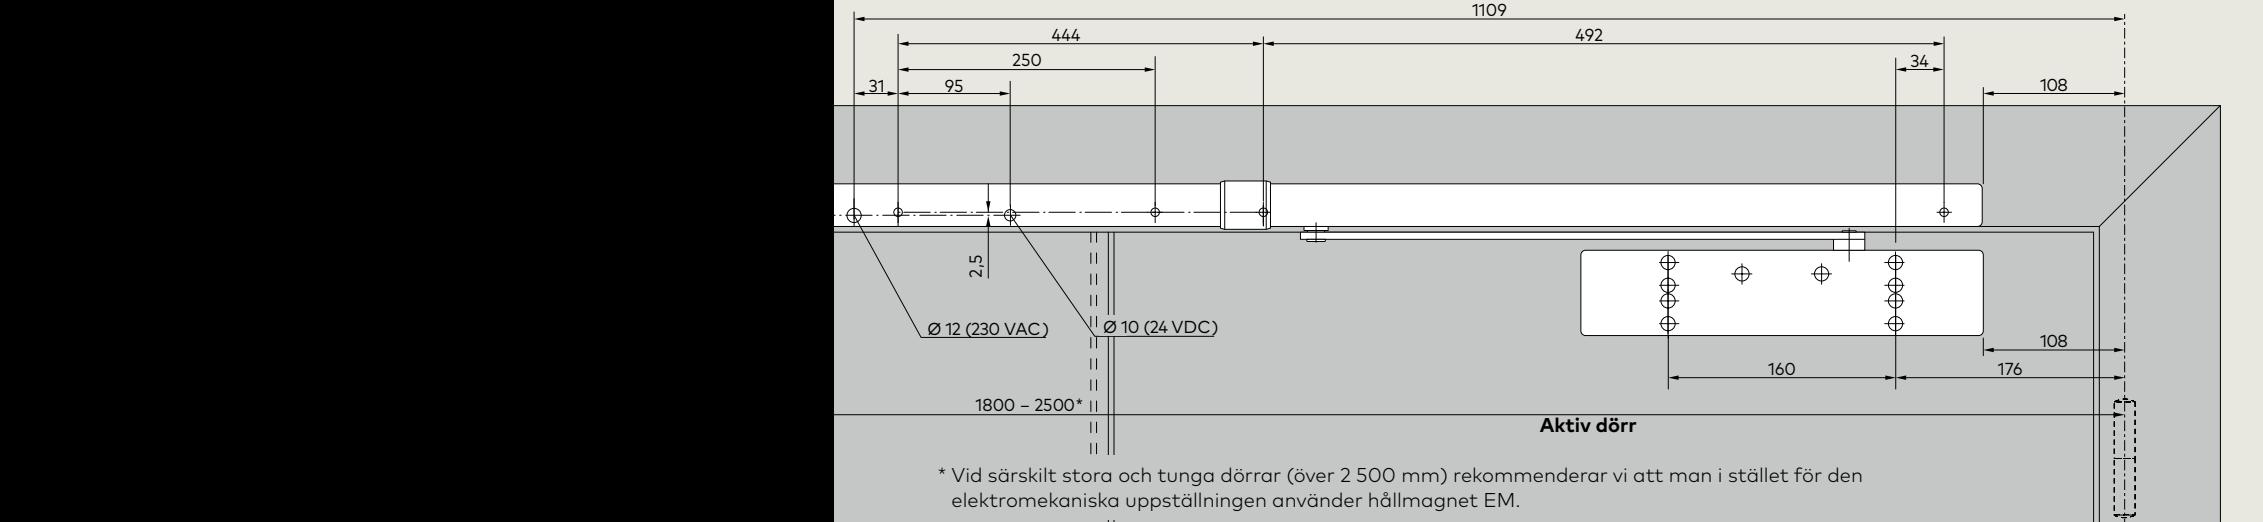 1109
444
492
250
34
31
95
108
2,5
Ø 12 (230 VAC)
Ø 10 (24 VDC)
108
160
176
1800 – 2500*
Aktiv dörr
* Vid särskilt stora och tunga dörrar (över 2 500 mm) rekommenderar vi att man i stället för den
elektromekaniska uppställningen använder hållmagnet EM.